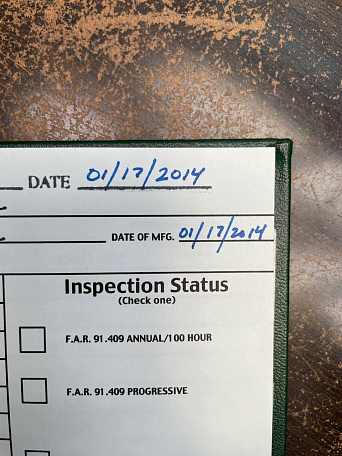 DATE 01/17/2014
DATE OF MFG. 01/17/2014
Inspection Status
(Check one)
F.A.R. 91.409 ANNUAL/100 HOUR
F.A.R. 91.409 PROGRESSIVE